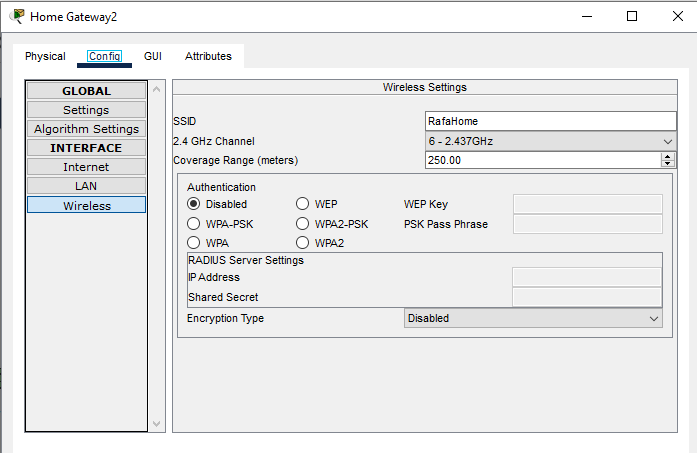 Home Gateway2
Physical Config GUI Attributes
GLOBAL
Settings
Algorithm Settings
INTERFACE
Internet
LAN
Wireless
Wireless Settings
SSID RafaHome
2.4 GHz Channel 6 - 2.437GHz
Coverage Range (meters) 250.00
Authentication
Disabled WEP WEP Key
WPA-PSK WPA2-PSK PSK Pass Phrase
WPA WPA2
RADIUS Server Settings
IP Address
Shared Secret
Encryption Type Disabled